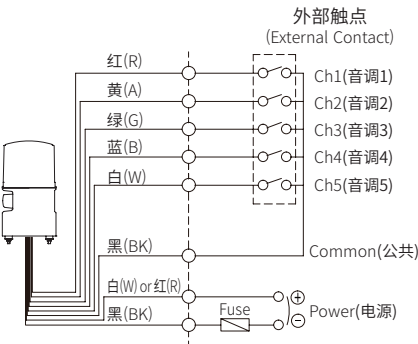 外部触点
(External Contact)
红(R)
Ch1(音调1)
黄(A)
Ch2(音调2)
绿(G)
Ch3(音调3)
蓝(B)
Ch4(音调4)
白(W)
Ch5(音调5)
黑(BK)
Common(公共)
白(W) or 红(R)
Fuse
+
Power(电源)
黑(BK)
−